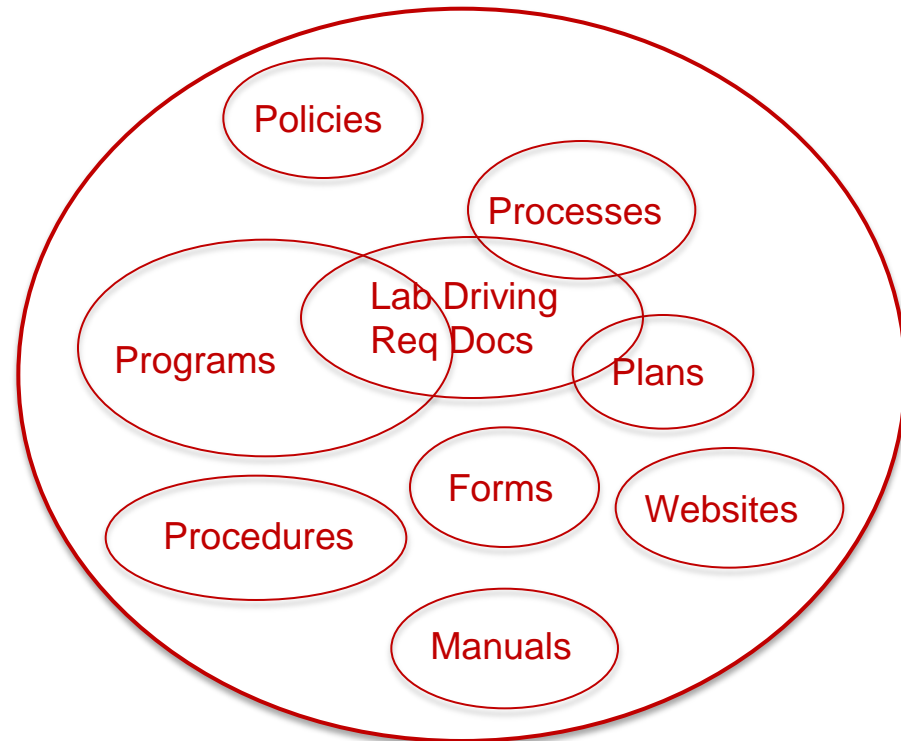 Policies
Processes
Lab Driving
Req Docs
Programs
Plans
Forms
Websites
Procedures
Manuals